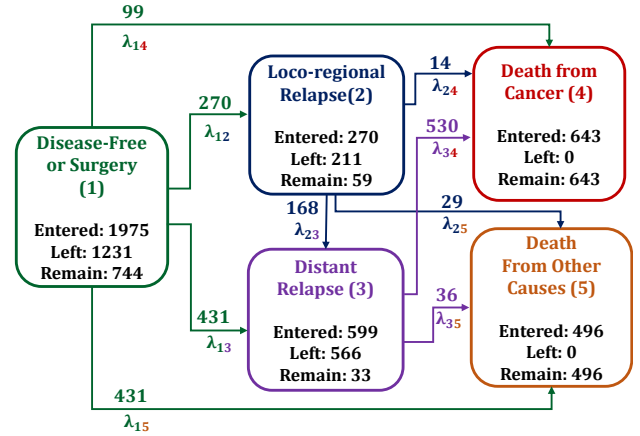 99
λ14
Disease-Free
or Surgery
(1)
Entered: 1975
Left: 1231
Remain: 744
270
λ12
Loco-regional
Relapse(2)
Entered: 270
Left: 211
Remain: 59
14
λ24
530
λ34
Death from
Cancer (4)
Entered: 643
Left: 0
Remain: 643
168
λ23
29
λ25
431
λ13
Distant
Relapse (3)
Entered: 599
Left: 566
Remain: 33
36
λ35
Death
From Other
Causes (5)
Entered: 496
Left: 0
Remain: 496
431
λ15